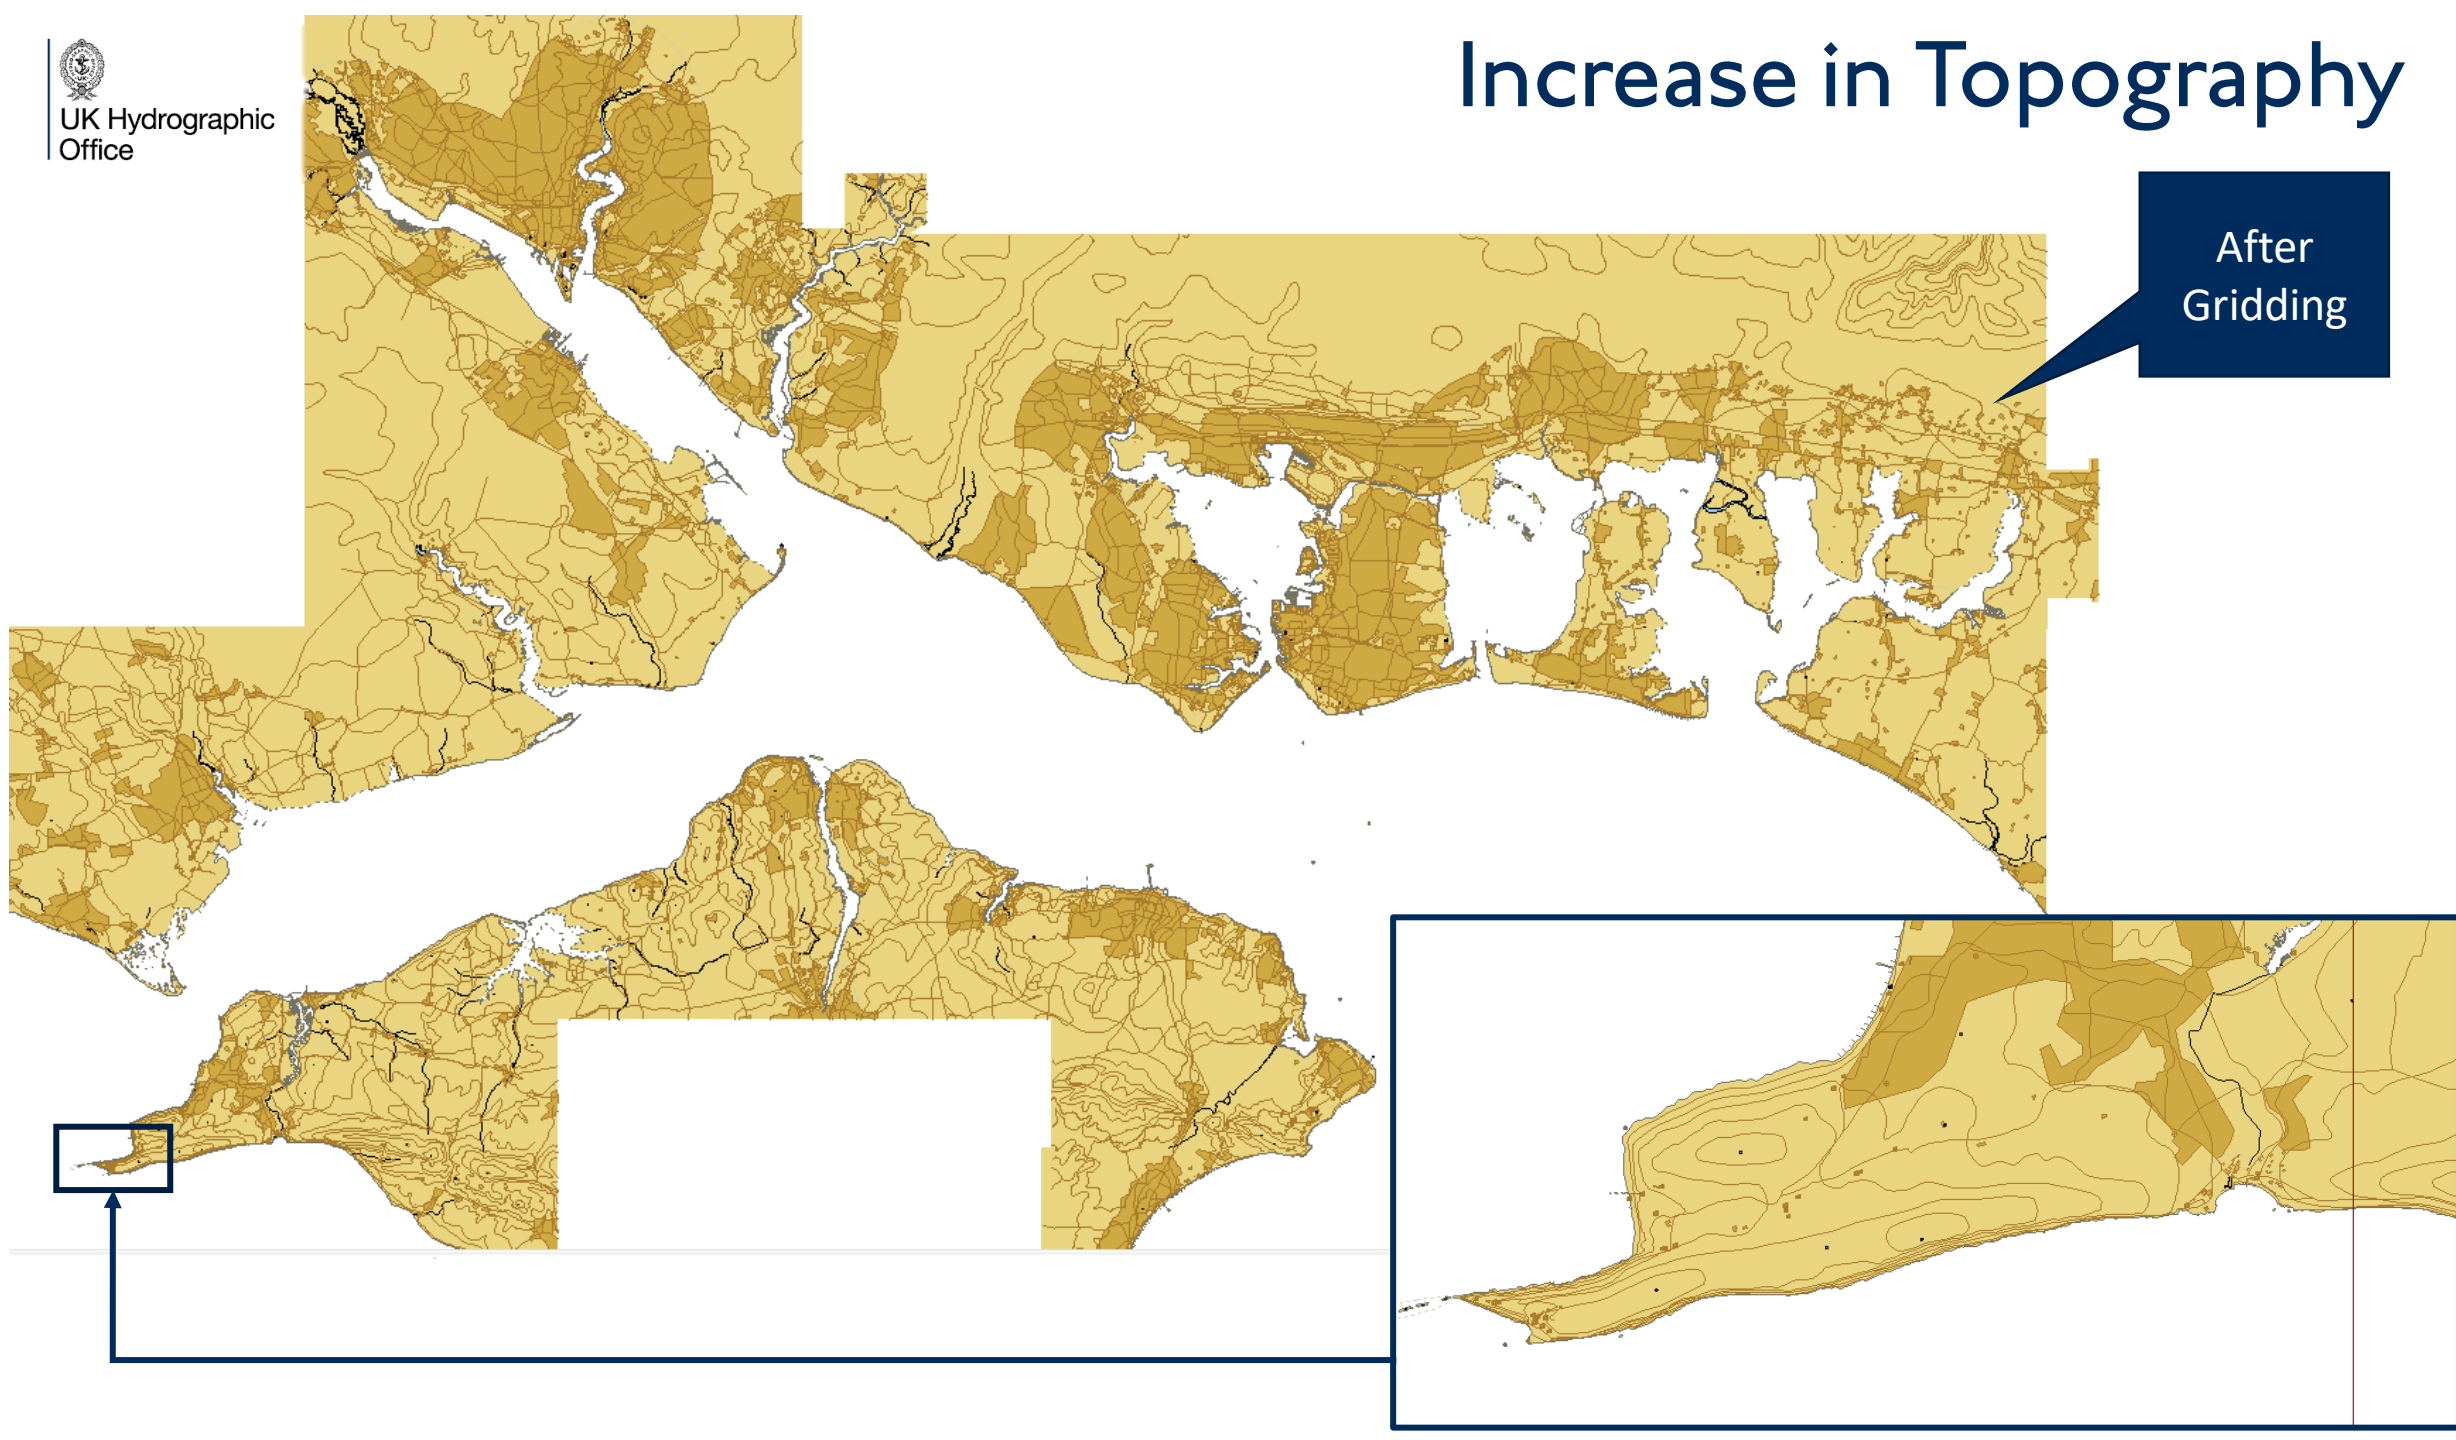 UK Hydrographic
Office
Increase in Topography
After
Gridding